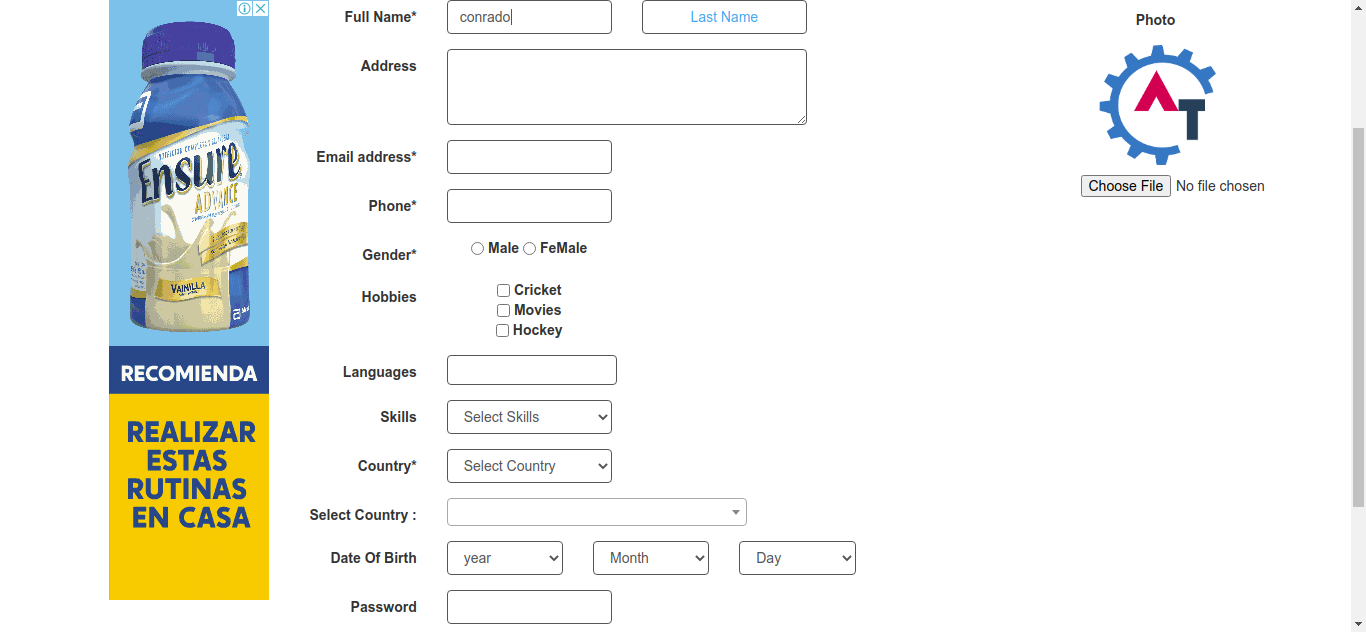 Full Name*
conrado
Last Name
Photo
Address
Email address*
Choose File
No file chosen
Phone*
Gender*
Male
FeMale
Hobbies
Cricket
Movies
Hockey
Languages
Skills
Select Skills
Country*
Select Country
Select Country :
Date Of Birth
year
Month
Day
Password
Ensure
ADVANCE
VAINILLA
RECOMIENDA
REALIZAR
ESTAS
RUTINAS
EN CASA
AT